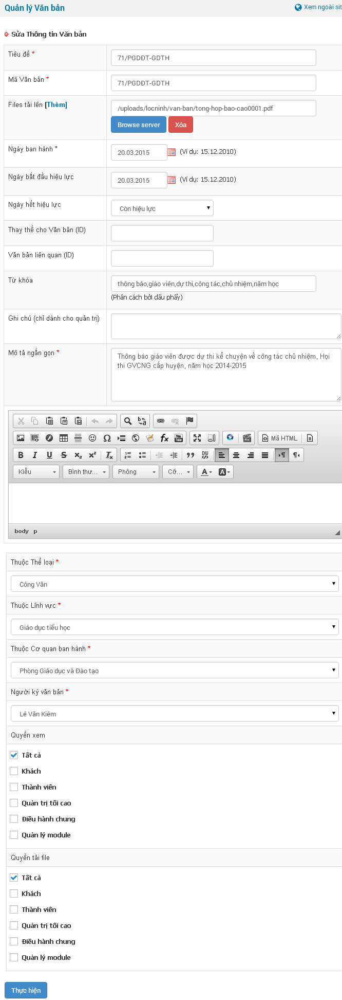 Quản lý Văn bản
Xem ngoài sit
Sửa Thông tin Văn bản
Tiêu đề *
71/PGDĐT-GDTH
Mã Văn bản *
71/PGDĐT-GDTH
Files tải lên [Thêm]
/uploads/locninh/van-ban/tong-hop-bao-cao0001.pdf
Browse server Xóa
Ngày ban hành *
20.03.2015 (Ví dụ: 15.12.2010)
Ngày bắt đầu hiệu lực
20.03.2015 (Ví dụ: 15.12.2010)
Ngày hết hiệu lực
Còn hiệu lực
Thay thế cho Văn bản (ID)
Văn bản liên quan (ID)
Từ khóa
thông báo,giáo viên,dự thi,công tác,chủ nhiệm,năm học
(Phân cách bởi dấu phẩy)
Ghi chú (chỉ dành cho quản trị)
Mô tả ngắn gọn *
Thông báo giáo viên được dự thi kể chuyện về công tác chủ nhiệm, Hội
thi GVCNG cấp huyện, năm học 2014-2015
Mã HTML
Kiểu Bình thư... Phông Cỡ...
body p
Thuộc Thể loại *
Công Văn
Thuộc Lĩnh vực *
Giáo dục tiểu học
Thuộc Cơ quan ban hành *
Phòng Giáo dục và Đào tạo
Người ký văn bản *
Lê Văn Kiêm
Quyền xem
Tất cả
Khách
Thành viên
Quản trị tối cao
Điều hành chung
Quản lý module
Quyền tải file
Tất cả
Khách
Thành viên
Quản trị tối cao
Điều hành chung
Quản lý module
Thực hiện